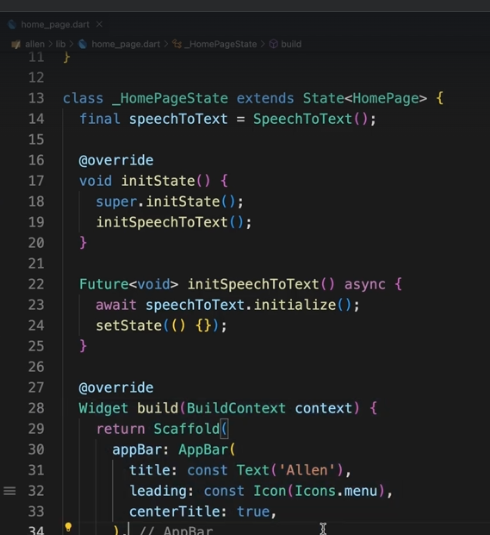 home_page.dart ×
allen > lib > home_page.dart > _HomePageState > build
11 }
12
13 class _HomePageState extends State<HomePage> {
14   final speechToText = SpeechToText();
15
16   @override
17   void initState() {
18     super.initState();
19     initSpeechToText();
20   }
21
22   Future<void> initSpeechToText() async {
23     await speechToText.initialize();
24     setState(() {});
25   }
26
27   @override
28   Widget build(BuildContext context) {
29     return Scaffold(
30       appBar: AppBar(
31         title: const Text('Allen'),
32         leading: const Icon(Icons.menu),
33         centerTitle: true,
34       ), // AppBar